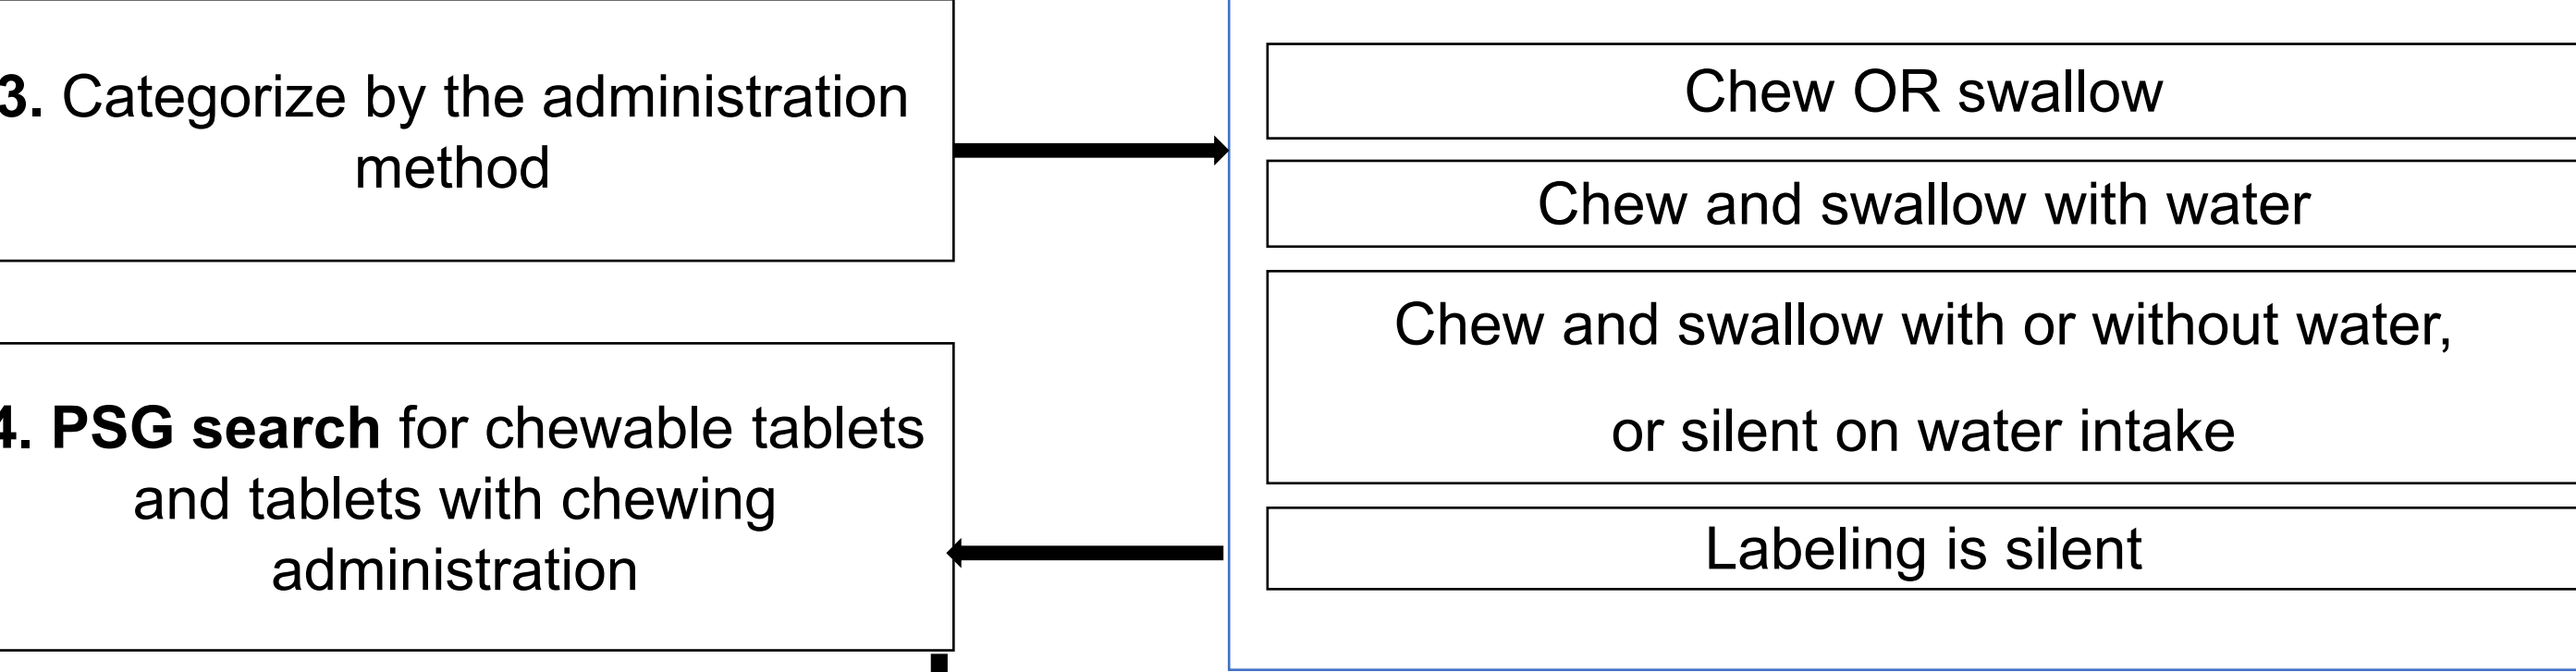 3. Categorize by the administration
method
Chew OR swallow
Chew and swallow with water
Chew and swallow with or without water,
or silent on water intake
Labeling is silent
4. PSG search for chewable tablets
and tablets with chewing
administration